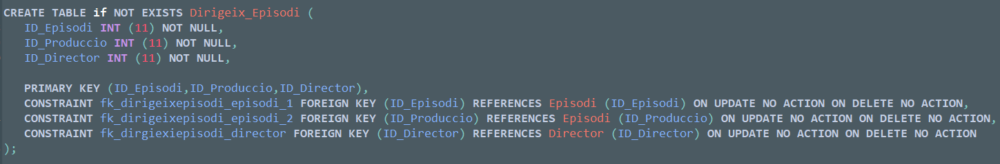 CREATE TABLE if NOT EXISTS Dirigeix_Episodi (
ID_Episodi INT (11) NOT NULL,
ID_Produccio INT (11) NOT NULL,
ID_Director INT (11) NOT NULL,
PRIMARY KEY (ID_Episodi,ID_Produccio,ID_Director),
CONSTRAINT fk_dirigeixepisodi_episodi_1 FOREIGN KEY (ID_Episodi) REFERENCES Episodi (ID_Episodi) ON UPDATE NO ACTION ON DELETE NO ACTION,
CONSTRAINT fk_dirigeixepisodi_episodi_2 FOREIGN KEY (ID_Produccio) REFERENCES Episodi (ID_Produccio) ON UPDATE NO ACTION ON DELETE NO ACTION,
CONSTRAINT fk_dirgiexiepisodi_director FOREIGN KEY (ID_Director) REFERENCES Director (ID_Director) ON UPDATE NO ACTION ON DELETE NO ACTION
);